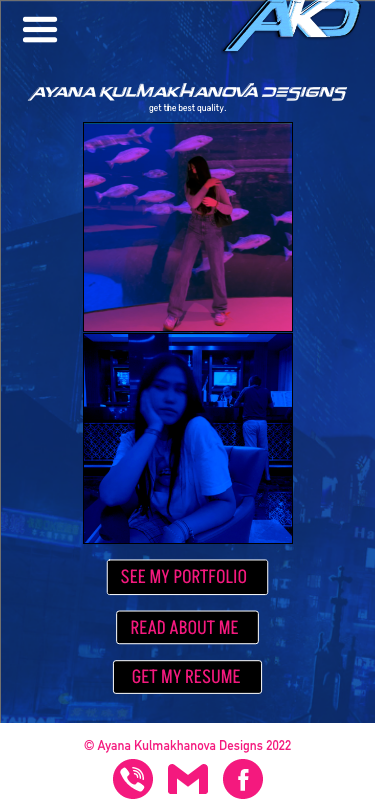 AKD
AYANA KULMAKHANOVA DESIGNS
get the best quality.
SEE MY PORTFOLIO
READ ABOUT ME
GET MY RESUME
© Ayana Kulmakhanova Designs 2022